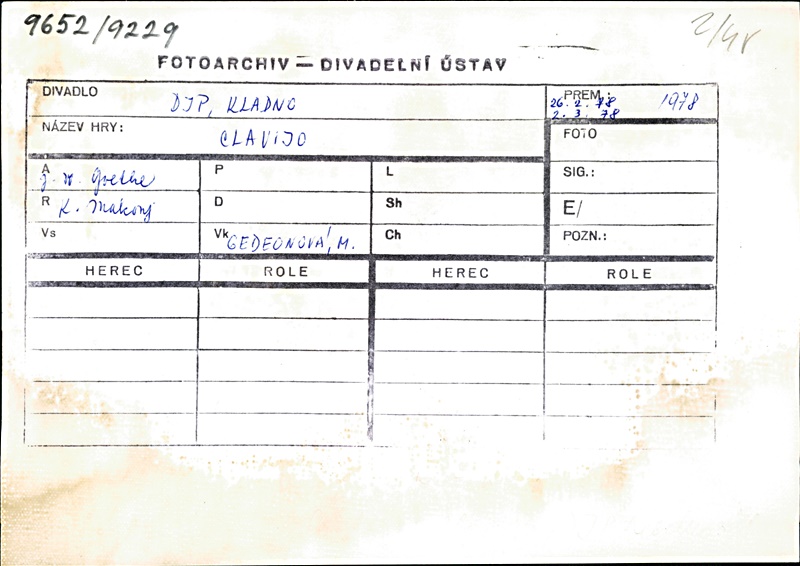 9652/9229
2/48
FOTOARCHIV — DIVADELNÍ ÚSTAV
DIVADLO DJP, KLADNO
PREM.: 26. 2. 78 1978
2. 3. 78
NÁZEV HRY: CLAVIJO
FOTO
A J. W. Goethe P L SIG.:
R K. Makonj D Sh E/
Vs Vk GEDEONOVÁ, M. Ch POZN.:
HEREC ROLE HEREC ROLE